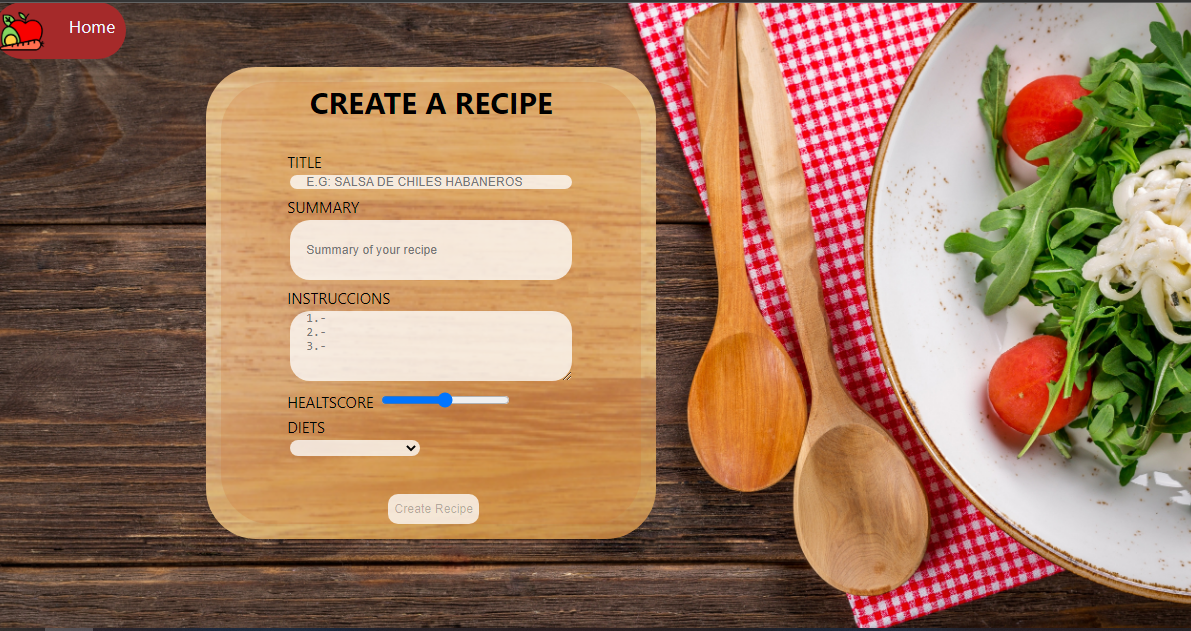 Home
CREATE A RECIPE
TITLE
E.G: SALSA DE CHILES HABANEROS
SUMMARY
Summary of your recipe
INSTRUCCIONS
1.-
2.-
3.-
HEALTSCORE
DIETS
Create Recipe